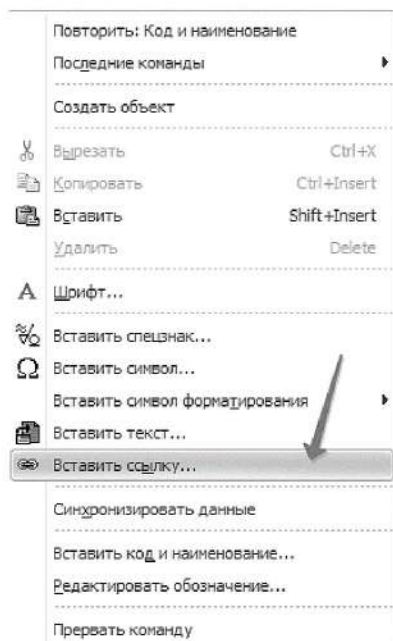 Повторить: Код и наименование
Последние команды
Создать объект
Вырезать Ctrl+X
Копировать Ctrl+Insert
Вставить Shift+Insert
Удалить Delete
Шрифт...
Вставить спецзнак...
Вставить символ...
Вставить символ форматирования
Вставить текст...
Вставить ссылку...
Синхронизировать данные
Вставить код и наименование...
Редактировать обозначение...
Прервать команду